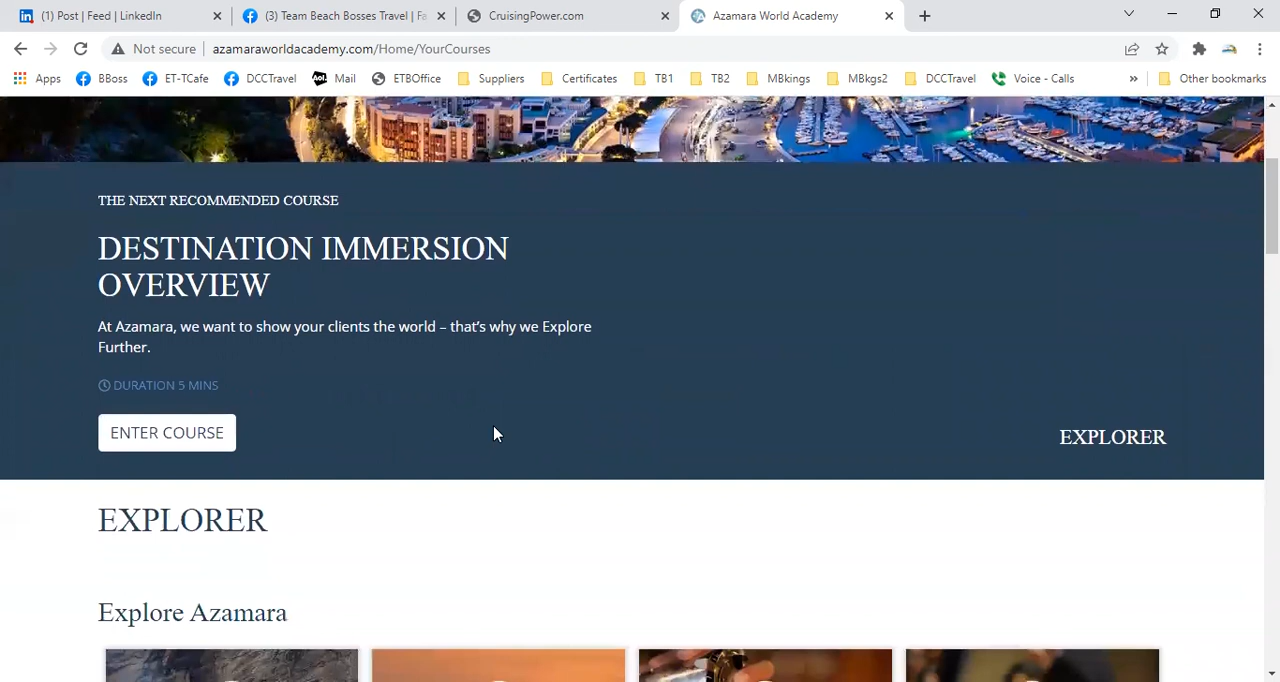 (1) Post | Feed | LinkedIn
(3) Team Beach Bosses Travel | Fa
CruisingPower.com
Azamara World Academy
Not secure
azamaraworldacademy.com/Home/YourCourses
Apps
BBoss
ET-TCafe
DCCTravel
Aol.
Mail
ETBOffice
Suppliers
Certificates
TB1
TB2
MBkings
MBkgs2
DCCTravel
Voice - Calls
»
Other bookmarks
THE NEXT RECOMMENDED COURSE
DESTINATION IMMERSION
OVERVIEW
At Azamara, we want to show your clients the world – that's why we Explore
Further.
DURATION 5 MINS
ENTER COURSE
EXPLORER
EXPLORER
Explore Azamara